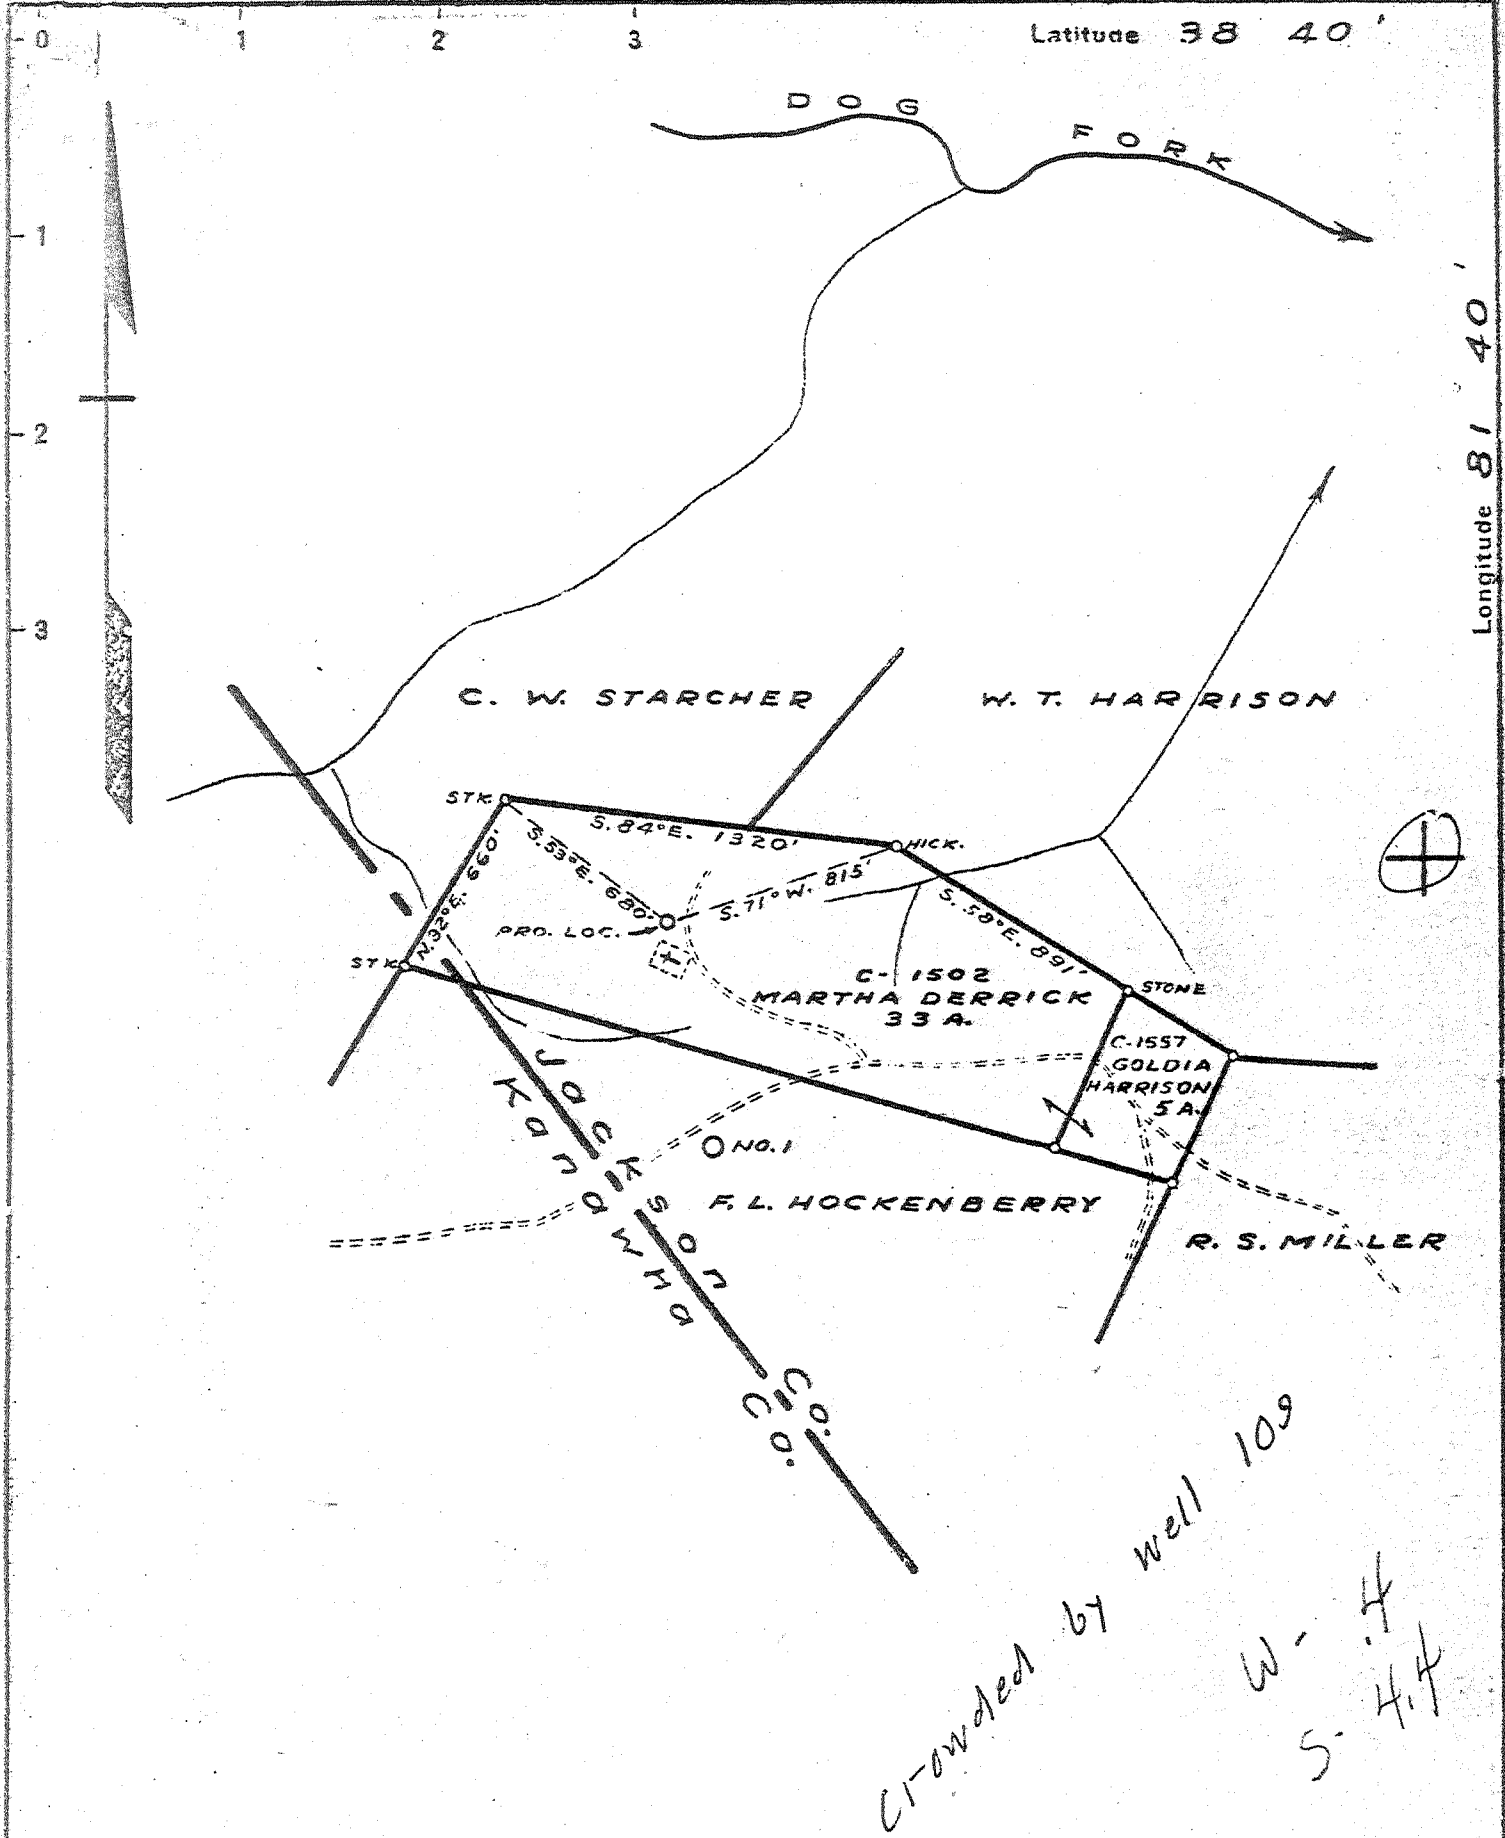 0 1 2 3 Latitude 38 40'
DOG FORK
1
2
3
Longitude 81° 40'
C. W. STARCHER
W. T. HARRISON
STK.
S. 84°E. 1320'
HICK.
S. 53°E. 680'
S. 71° W. 815'
N. 32°E. 660'
PRO. LOC.
STK
S. 58°E. 891'
C-1502
MARTHA DERRICK
33 A.
STONE
C-1557
GOLDIA
HARRISON
5 A.
NO. 1
F. L. HOCKENBERRY
R. S. MILLER
Jackson Co.
Kanawha Co.
Crowded by well log
W - .4
S - 4.4